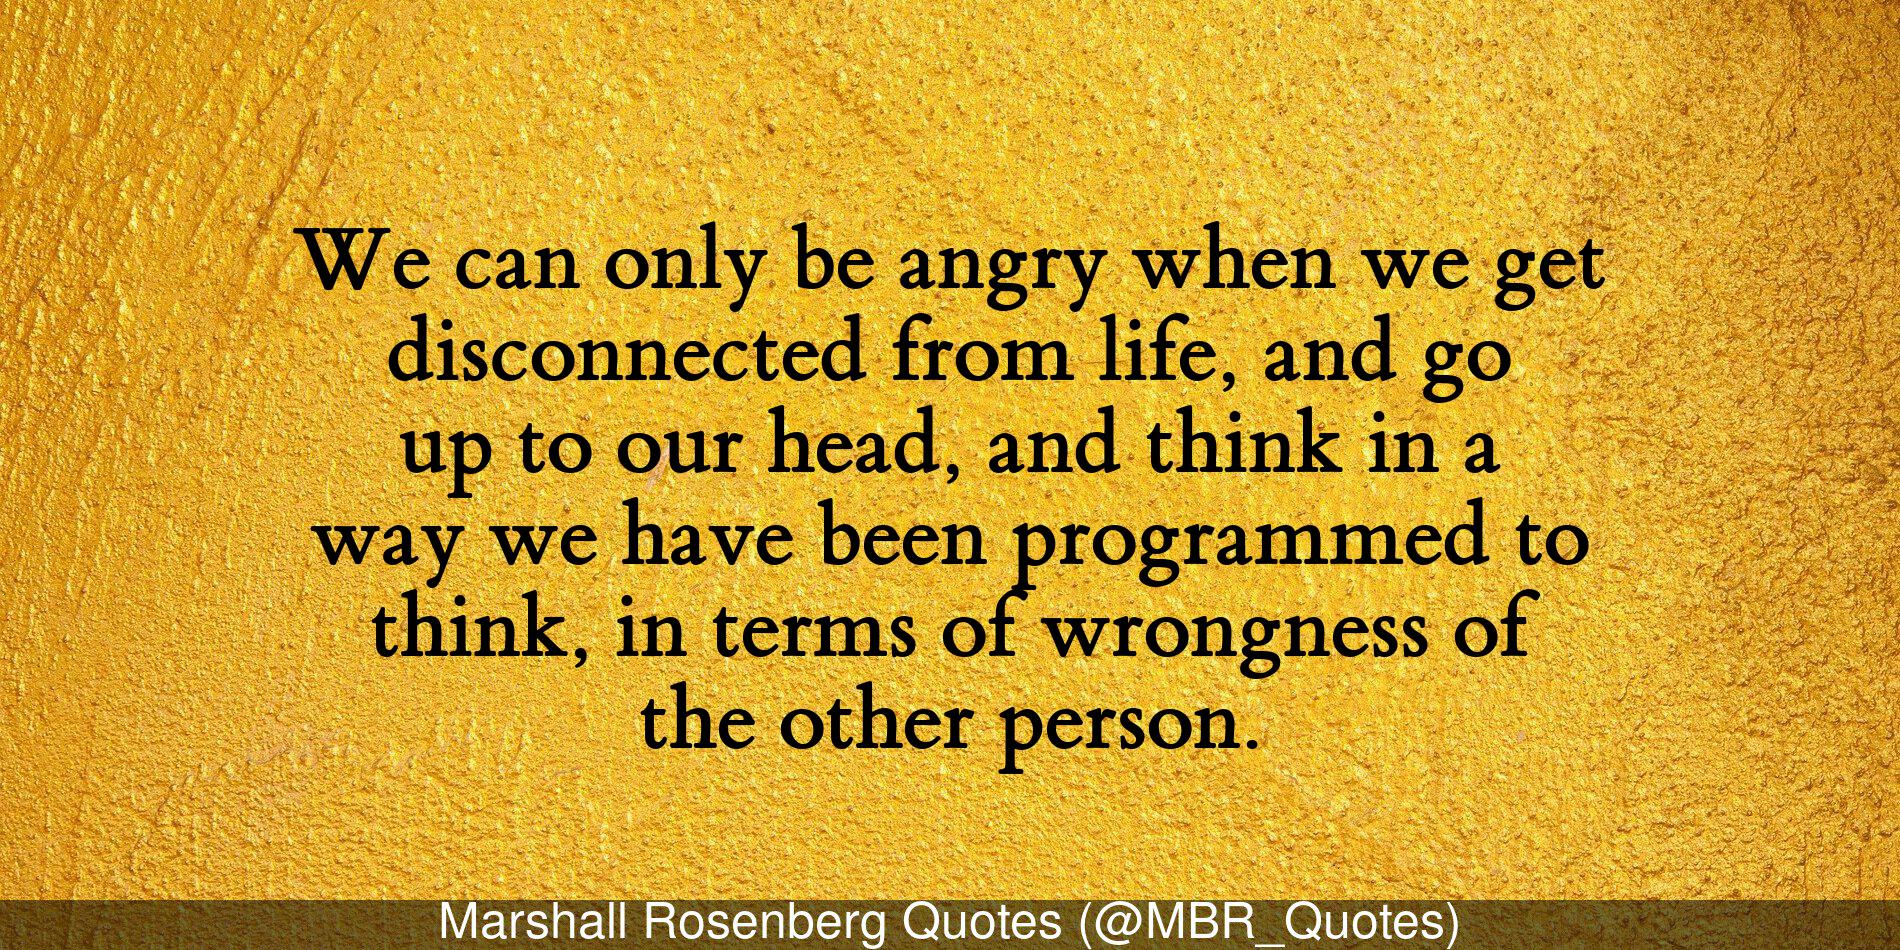 We can only be angry when we get
disconnected from life, and go
up to our head, and think in a
way we have been programmed to
think, in terms of wrongness of
the other person.
Marshall Rosenberg Quotes (@MBR_Quotes)